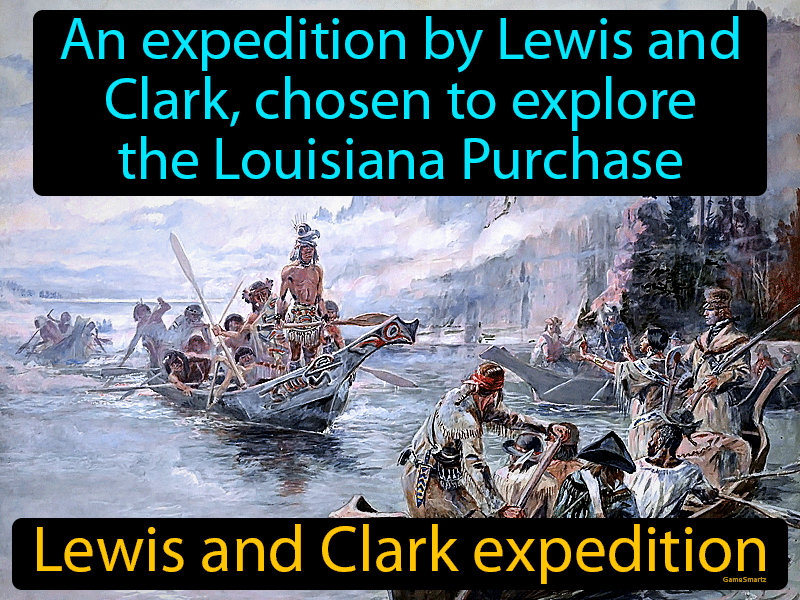 An expedition by Lewis and
Clark, chosen to explore
the Louisiana Purchase
Lewis and Clark expedition
GameSmartz